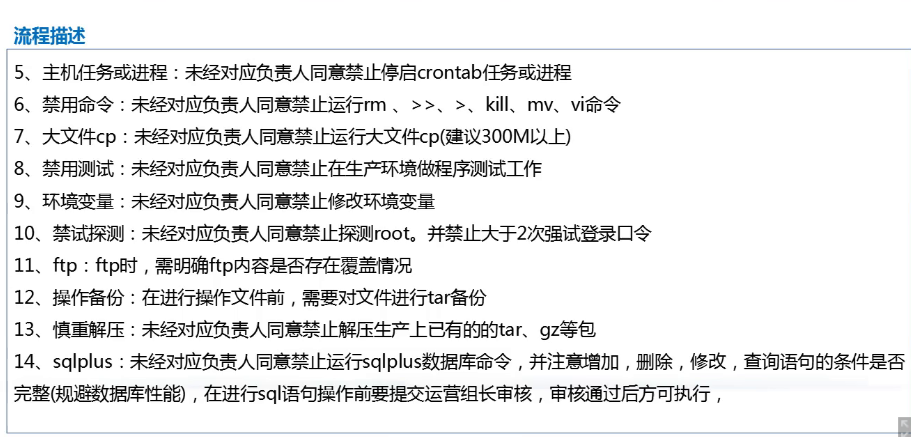 流程描述
5、主机任务或进程：未经对应负责人同意禁止停启crontab任务或进程
6、禁用命令：未经对应负责人同意禁止运行rm 、>>、>、kill、mv、vi命令
7、大文件cp：未经对应负责人同意禁止运行大文件cp(建议300M以上)
8、禁用测试：未经对应负责人同意禁止在生产环境做程序测试工作
9、环境变量：未经对应负责人同意禁止修改环境变量
10、禁试探测：未经对应负责人同意禁止探测root。并禁止大于2次强试登录口令
11、ftp：ftp时，需明确ftp内容是否存在覆盖情况
12、操作备份：在进行操作文件前，需要对文件进行tar备份
13、慎重解压：未经对应负责人同意禁止解压生产上已有的的tar、gz等包
14、sqlplus：未经对应负责人同意禁止运行sqlplus数据库命令，并注意增加，删除，修改，查询语句的条件是否
完整(规避数据库性能)，在进行sql语句操作前要提交运营组长审核，审核通过后方可执行，